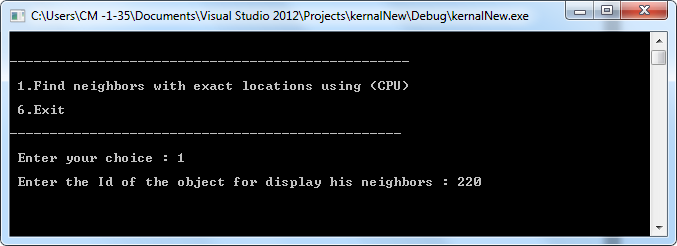 C:\Users\CM -1-35\Documents\Visual Studio 2012\Projects\kernalNew\Debug\kernalNew.exe
--------------------------------------------------
1.Find neighbors with exact locations using (CPU)
6.Exit
-------------------------------------------------
Enter your choice : 1
Enter the Id of the object for display his neighbors : 220